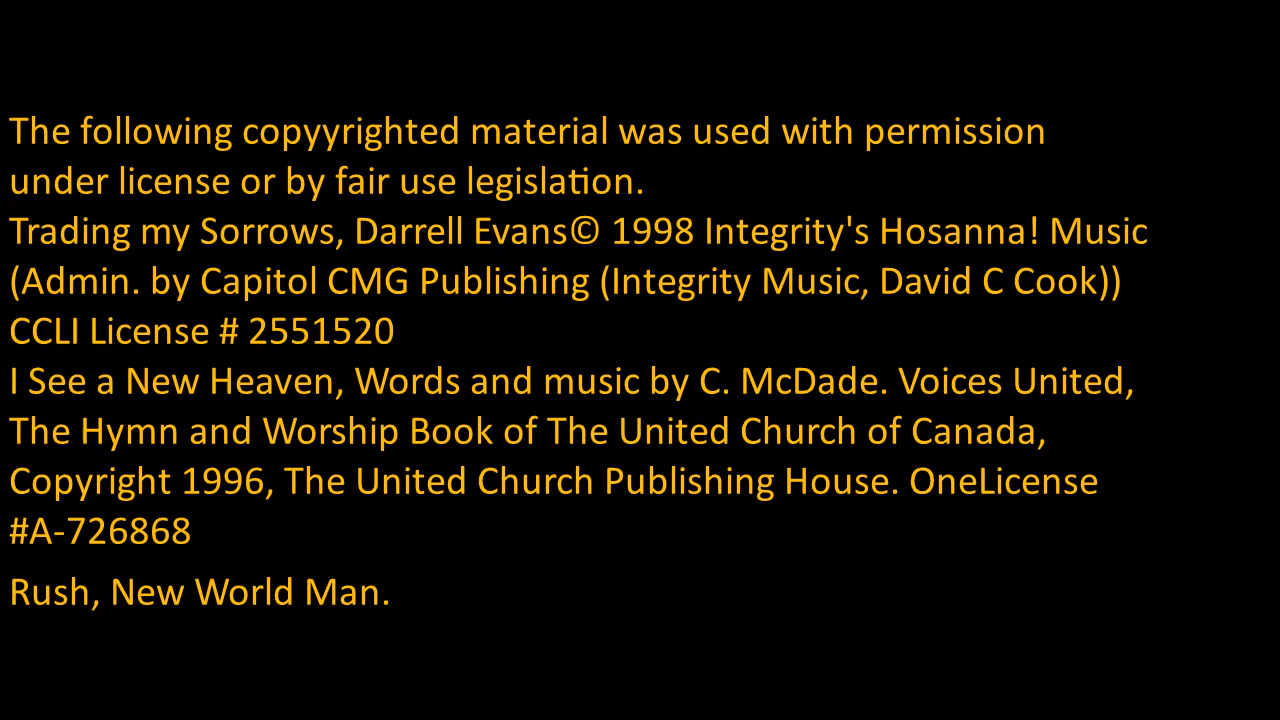 The following copyyrighted material was used with permission
under license or by fair use legislation.
Trading my Sorrows, Darrell Evans© 1998 Integrity's Hosanna! Music
(Admin. by Capitol CMG Publishing (Integrity Music, David C Cook))
CCLI License # 2551520
I See a New Heaven, Words and music by C. McDade. Voices United,
The Hymn and Worship Book of The United Church of Canada,
Copyright 1996, The United Church Publishing House. OneLicense
#A-726868
Rush, New World Man.